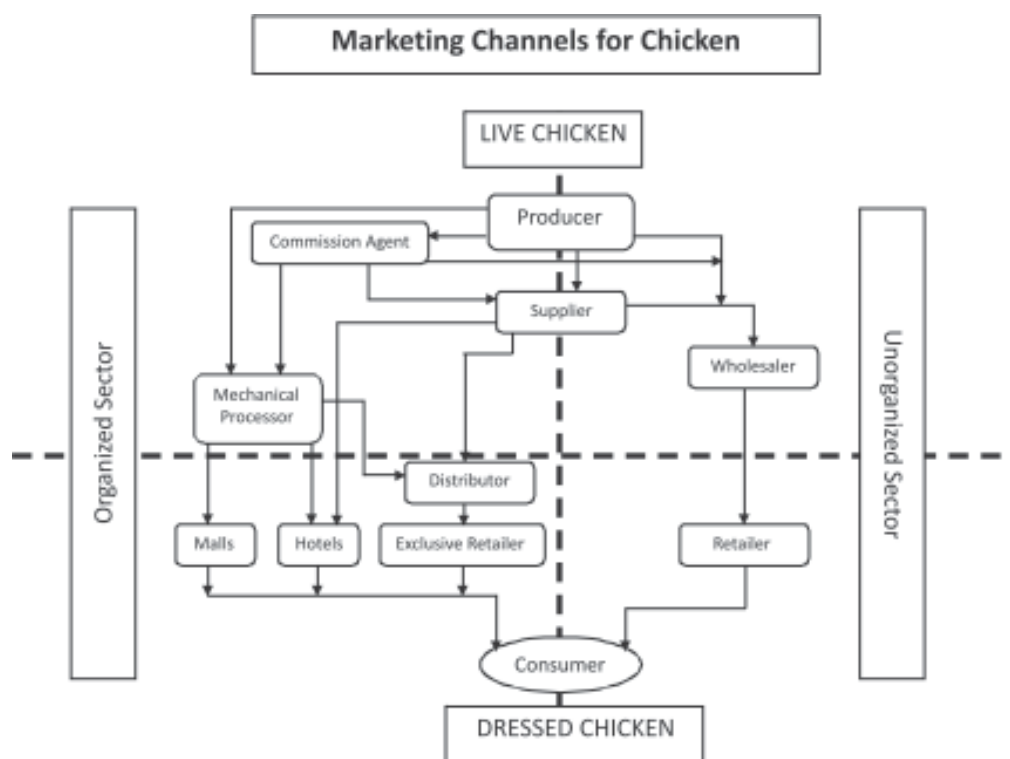 Marketing Channels for Chicken
LIVE CHICKEN
Producer
Commission Agent
Supplier
Wholesaler
Mechanical
Processor
Organized Sector
Unorganized Sector
Distributor
Malls
Hotels
Exclusive Retailer
Retailer
Consumer
DRESSED CHICKEN